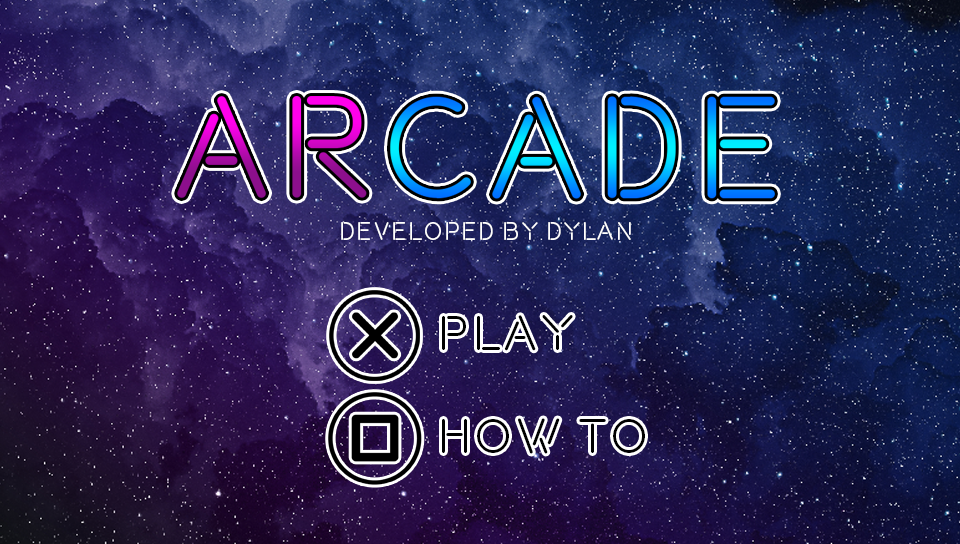 ARCADE
DEVELOPED BY DYLAN
PLAY
HOW TO